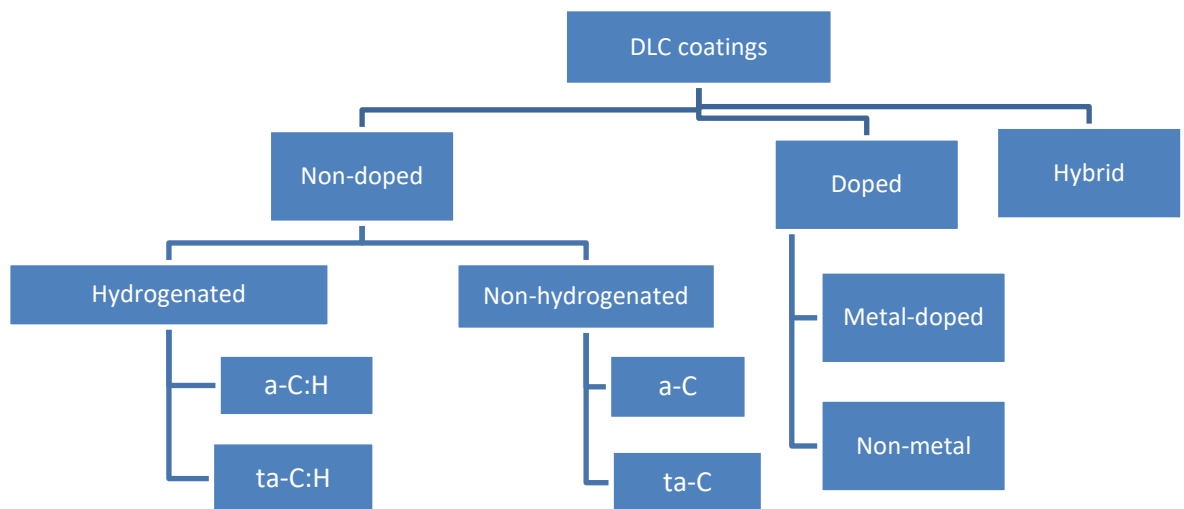 DLC coatings
Non-doped
Doped
Hybrid
Hydrogenated
Non-hydrogenated
Metal-doped
a-C:H
a-C
Non-metal
ta-C:H
ta-C